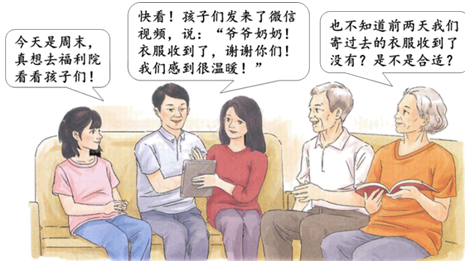 今天是周末，
真想去福利院
看看孩子们！
快看！孩子们发来了微信
视频，说：“爷爷奶奶！
衣服收到了，谢谢你们！
我们感到很温暖！”
也不知道前两天我们
寄过去的衣服收到了
没有？是不是合适？